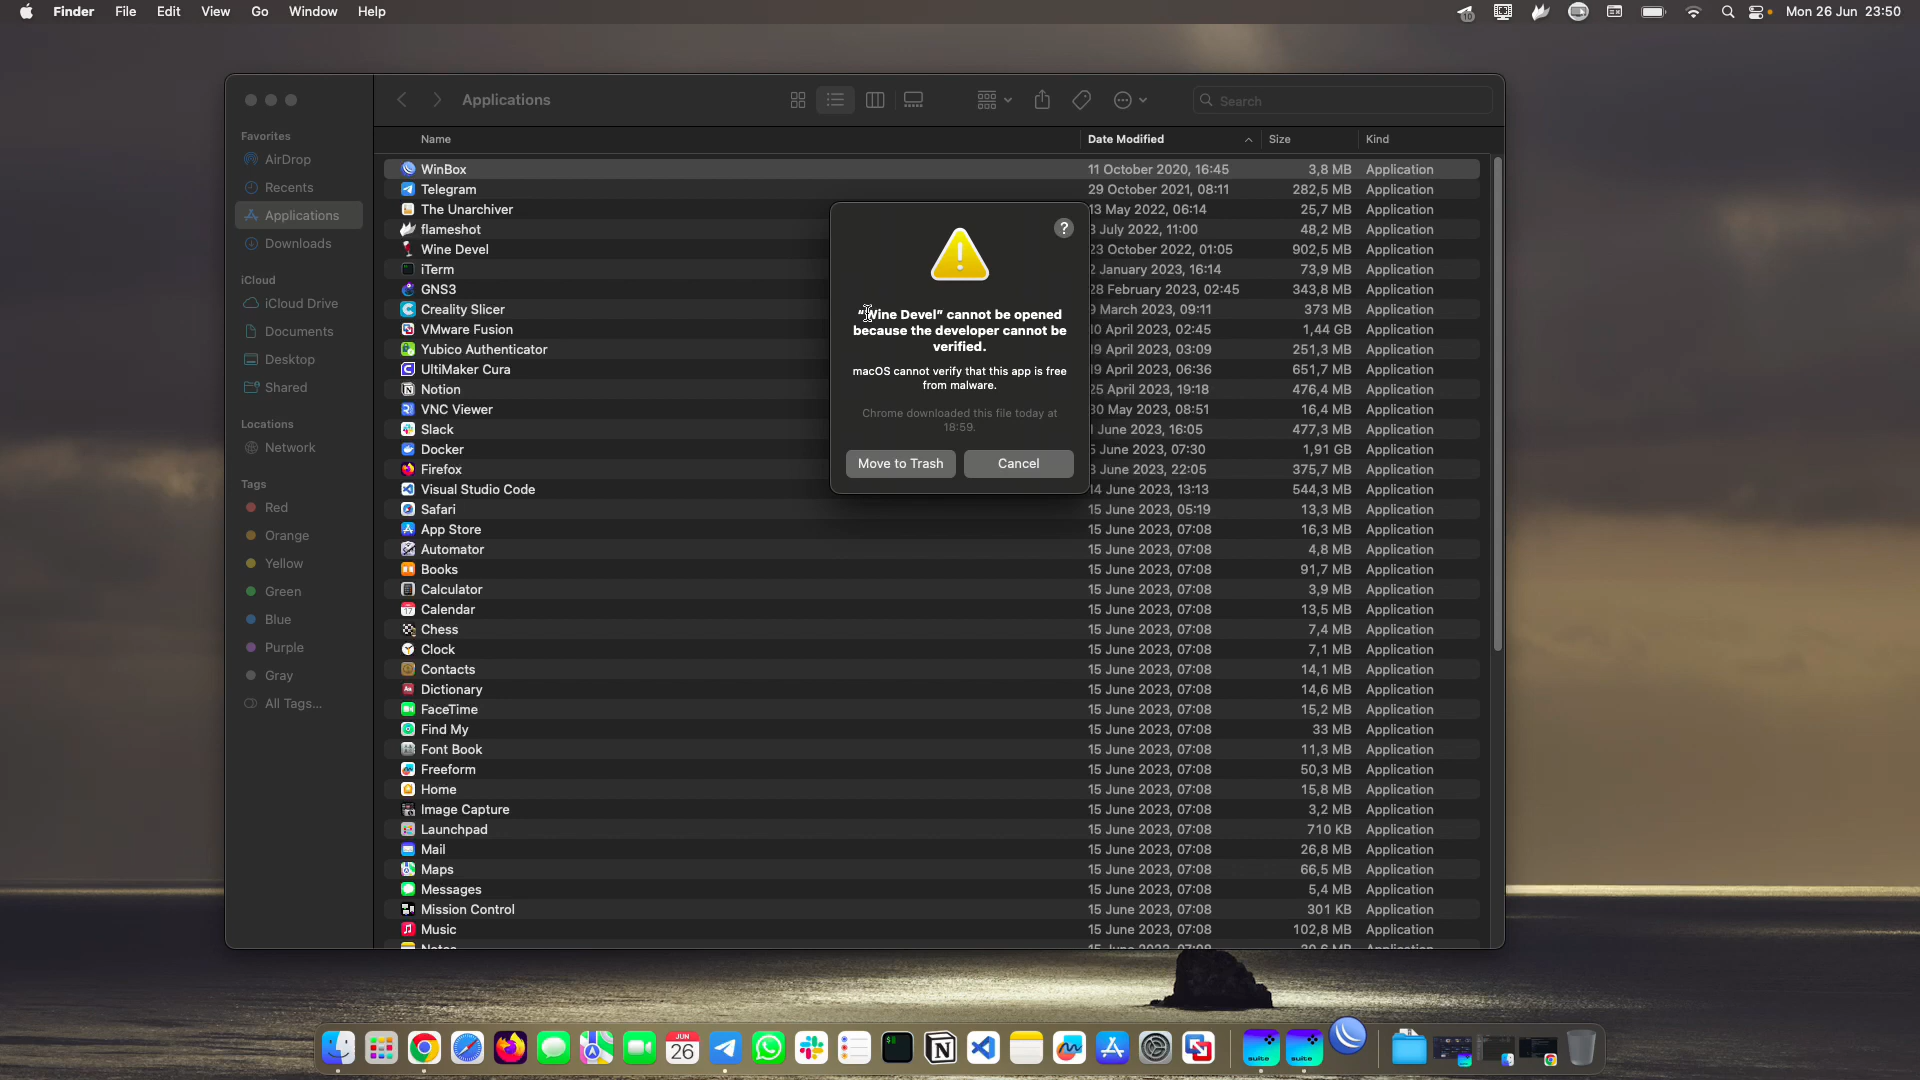 Finder File Edit View Go Window Help
10
Mon 26 Jun 23:50
Applications
Search
Favorites
AirDrop
Recents
Applications
Downloads
iCloud
iCloud Drive
Documents
Desktop
Shared
Locations
Network
Tags
Red
Orange
Yellow
Green
Blue
Purple
Gray
All Tags...
Name Date Modified Size Kind
WinBox 11 October 2020, 16:45 3,8 MB Application
Telegram 29 October 2021, 08:11 282,5 MB Application
The Unarchiver 13 May 2022, 06:14 25,7 MB Application
flameshot 3 July 2022, 11:00 48,2 MB Application
Wine Devel 23 October 2022, 01:05 902,5 MB Application
iTerm 2 January 2023, 16:14 73,9 MB Application
GNS3 28 February 2023, 02:45 343,8 MB Application
Creality Slicer 9 March 2023, 09:11 373 MB Application
VMware Fusion 10 April 2023, 02:45 1,44 GB Application
Yubico Authenticator 19 April 2023, 03:09 251,3 MB Application
UltiMaker Cura 19 April 2023, 06:36 651,7 MB Application
Notion 25 April 2023, 19:18 476,4 MB Application
VNC Viewer 30 May 2023, 08:51 16,4 MB Application
Slack June 2023, 16:05 477,3 MB Application
Docker June 2023, 07:30 1,91 GB Application
Firefox June 2023, 22:05 375,7 MB Application
Visual Studio Code 14 June 2023, 13:13 544,3 MB Application
Safari 15 June 2023, 05:19 13,3 MB Application
App Store 15 June 2023, 07:08 16,3 MB Application
Automator 15 June 2023, 07:08 4,8 MB Application
Books 15 June 2023, 07:08 91,7 MB Application
Calculator 15 June 2023, 07:08 3,9 MB Application
Calendar 15 June 2023, 07:08 13,5 MB Application
Chess 15 June 2023, 07:08 7,4 MB Application
Clock 15 June 2023, 07:08 7,1 MB Application
Contacts 15 June 2023, 07:08 14,1 MB Application
Dictionary 15 June 2023, 07:08 14,6 MB Application
FaceTime 15 June 2023, 07:08 15,2 MB Application
Find My 15 June 2023, 07:08 33 MB Application
Font Book 15 June 2023, 07:08 11,3 MB Application
Freeform 15 June 2023, 07:08 50,3 MB Application
Home 15 June 2023, 07:08 15,8 MB Application
Image Capture 15 June 2023, 07:08 3,2 MB Application
Launchpad 15 June 2023, 07:08 710 KB Application
Mail 15 June 2023, 07:08 26,8 MB Application
Maps 15 June 2023, 07:08 66,5 MB Application
Messages 15 June 2023, 07:08 5,4 MB Application
Mission Control 15 June 2023, 07:08 301 KB Application
Music 15 June 2023, 07:08 102,8 MB Application
?
“Wine Devel” cannot be opened
because the developer cannot be
verified.
macOS cannot verify that this app is free
from malware.
Chrome downloaded this file today at
18:59.
Move to Trash Cancel
JUN
26
suite suite